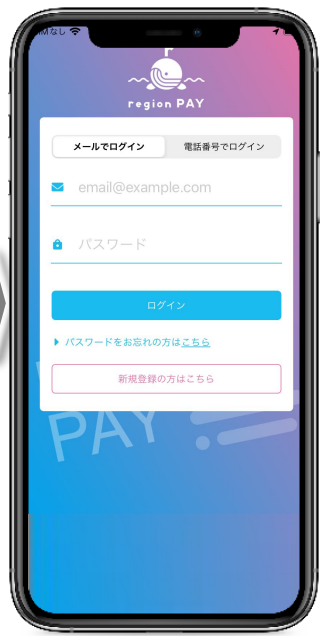 Mなし
region PAY
メールでログイン
電話番号でログイン
email@example.com
パスワード
ログイン
パスワードをお忘れの方はこちら
新規登録の方はこちら
PAY